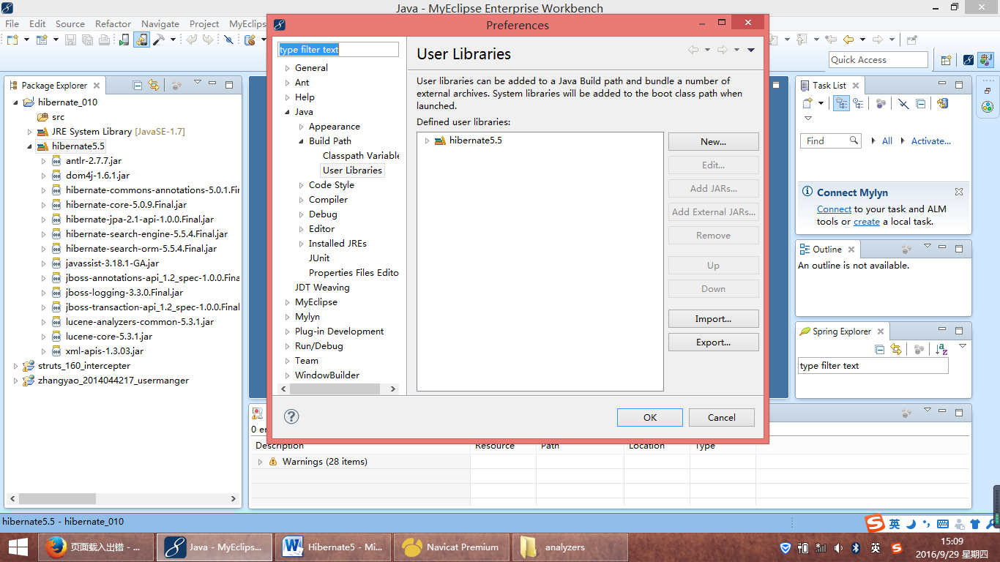 Java - MyEclipse Enterprise Workbench
File Edit Source Refactor Navigate Project MyEclips
Quick Access
Package Explorer
hibernate_010
src
JRE System Library [JavaSE-1.7]
hibernate5.5
antlr-2.7.7.jar
dom4j-1.6.1.jar
hibernate-commons-annotations-5.0.1.Fir
hibernate-core-5.0.9.Final.jar
hibernate-jpa-2.1-api-1.0.0.Final.jar
hibernate-search-engine-5.5.4.Final.jar
hibernate-search-orm-5.5.4.Final.jar
javassist-3.18.1-GA.jar
jboss-annotations-api_1.2_spec-1.0.0.Fina
jboss-logging-3.3.0.Final.jar
jboss-transaction-api_1.2_spec-1.0.0.Final
lucene-analyzers-common-5.3.1.jar
lucene-core-5.3.1.jar
xml-apis-1.3.03.jar
struts_160_intercepter
zhangyao_2014044217_usermanger
Preferences
type filter text
General
Ant
Help
Java
Appearance
Build Path
Classpath Variable
User Libraries
Code Style
Compiler
Debug
Editor
Installed JREs
JUnit
Properties Files Edito
JDT Weaving
MyEclipse
Mylyn
Plug-in Development
Run/Debug
Team
WindowBuilder
User Libraries
User libraries can be added to a Java Build path and bundle a number of
external archives. System libraries will be added to the boot class path when
launched.
Defined user libraries:
hibernate5.5
New...
Edit...
Add JARs...
Add External JARs...
Remove
Up
Down
Import...
Export...
OK
Cancel
Task List
Find
All
Activate...
Connect Mylyn
Connect to your task and ALM
tools or create a local task.
Outline
An outline is not available.
Spring Explorer
type filter text
0 er
Description Resource Path Location Type
Warnings (28 items)
hibernate5.5 - hibernate_010
英
页面载入出错 - ...
Java - MyEclips...
Hibernate5 - Mi...
Navicat Premium
analyzers
英
15:09
2016/9/29 星期四